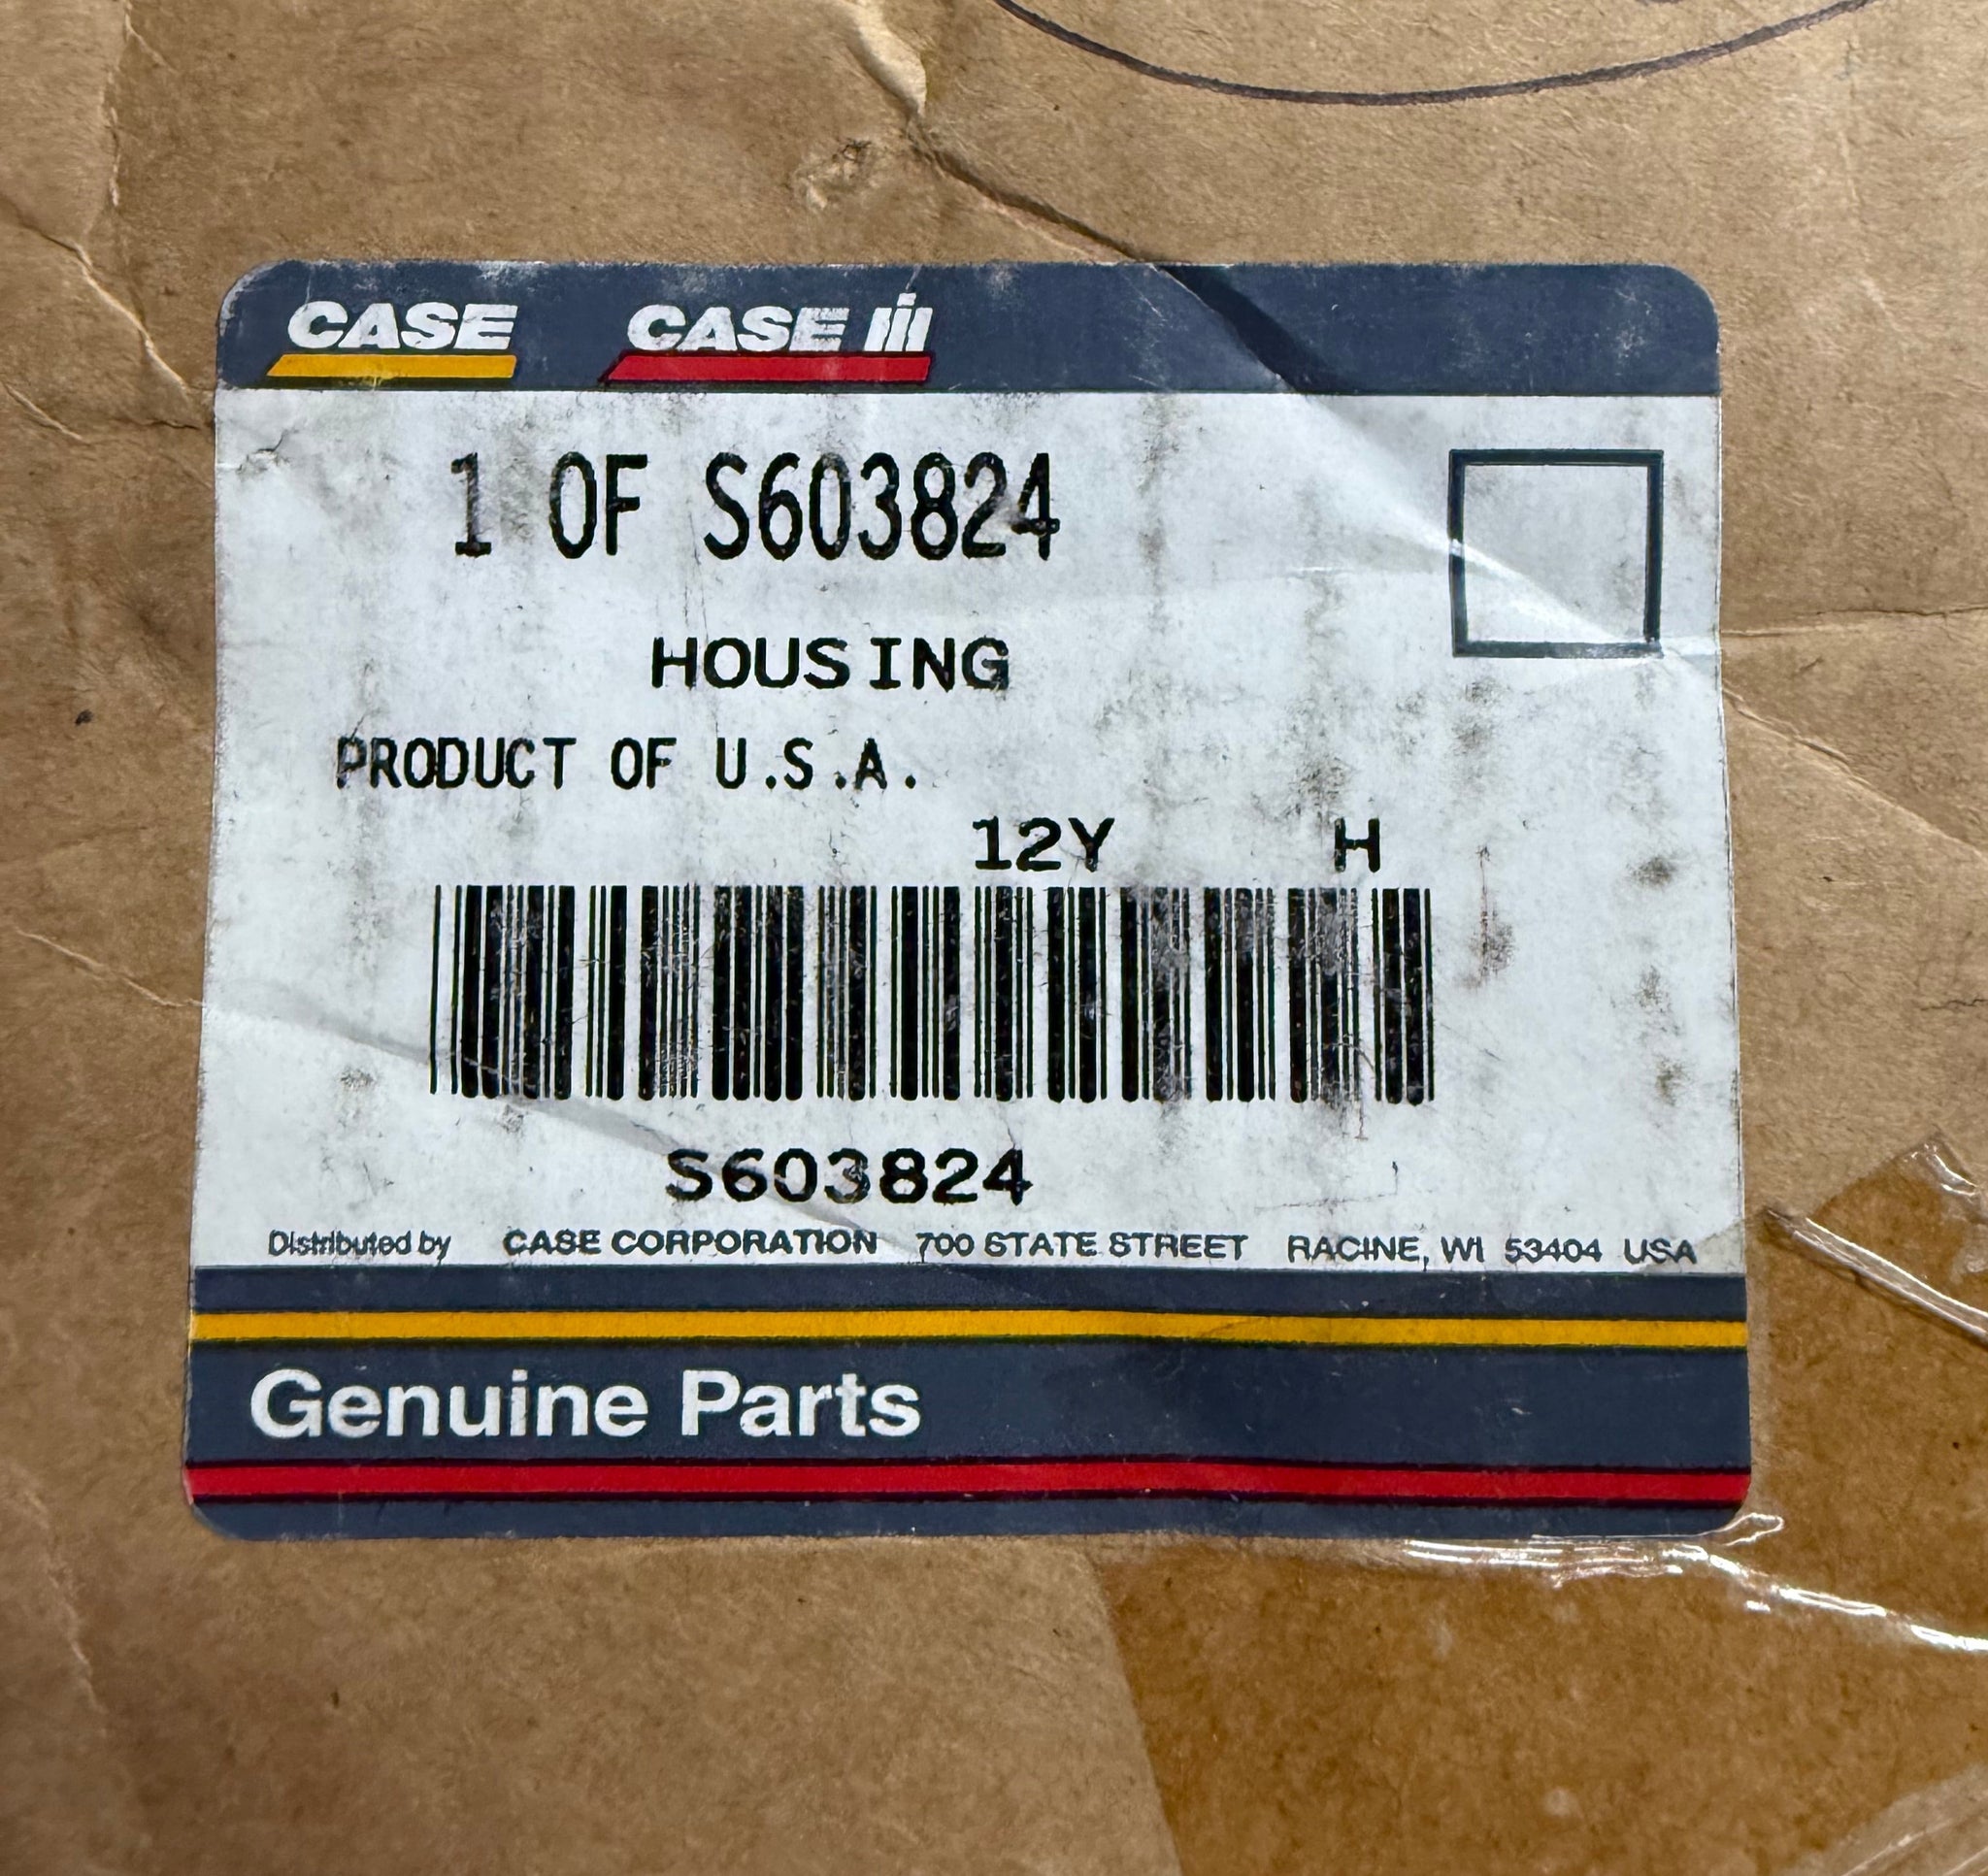 CASE CASE IH
1 OF S603824
HOUSING
PRODUCT OF U.S.A.
12Y H
S603824
Distributed by CASE CORPORATION 700 STATE STREET RACINE, WI 53404 USA
Genuine Parts